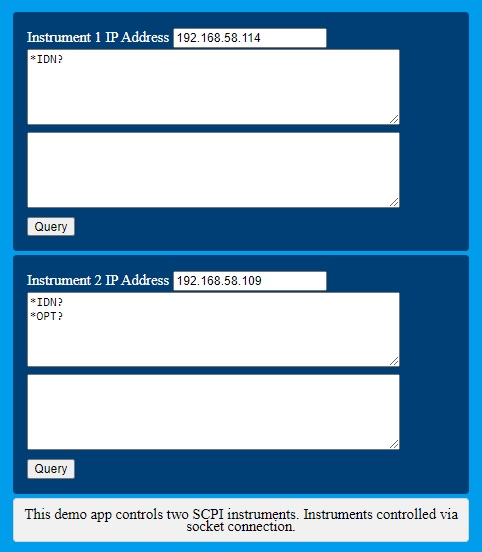 Instrument 1 IP Address 192.168.58.114
*IDN?
Query
Instrument 2 IP Address 192.168.58.109
*IDN?
*OPT?
Query
This demo app controls two SCPI instruments. Instruments controlled via
socket connection.